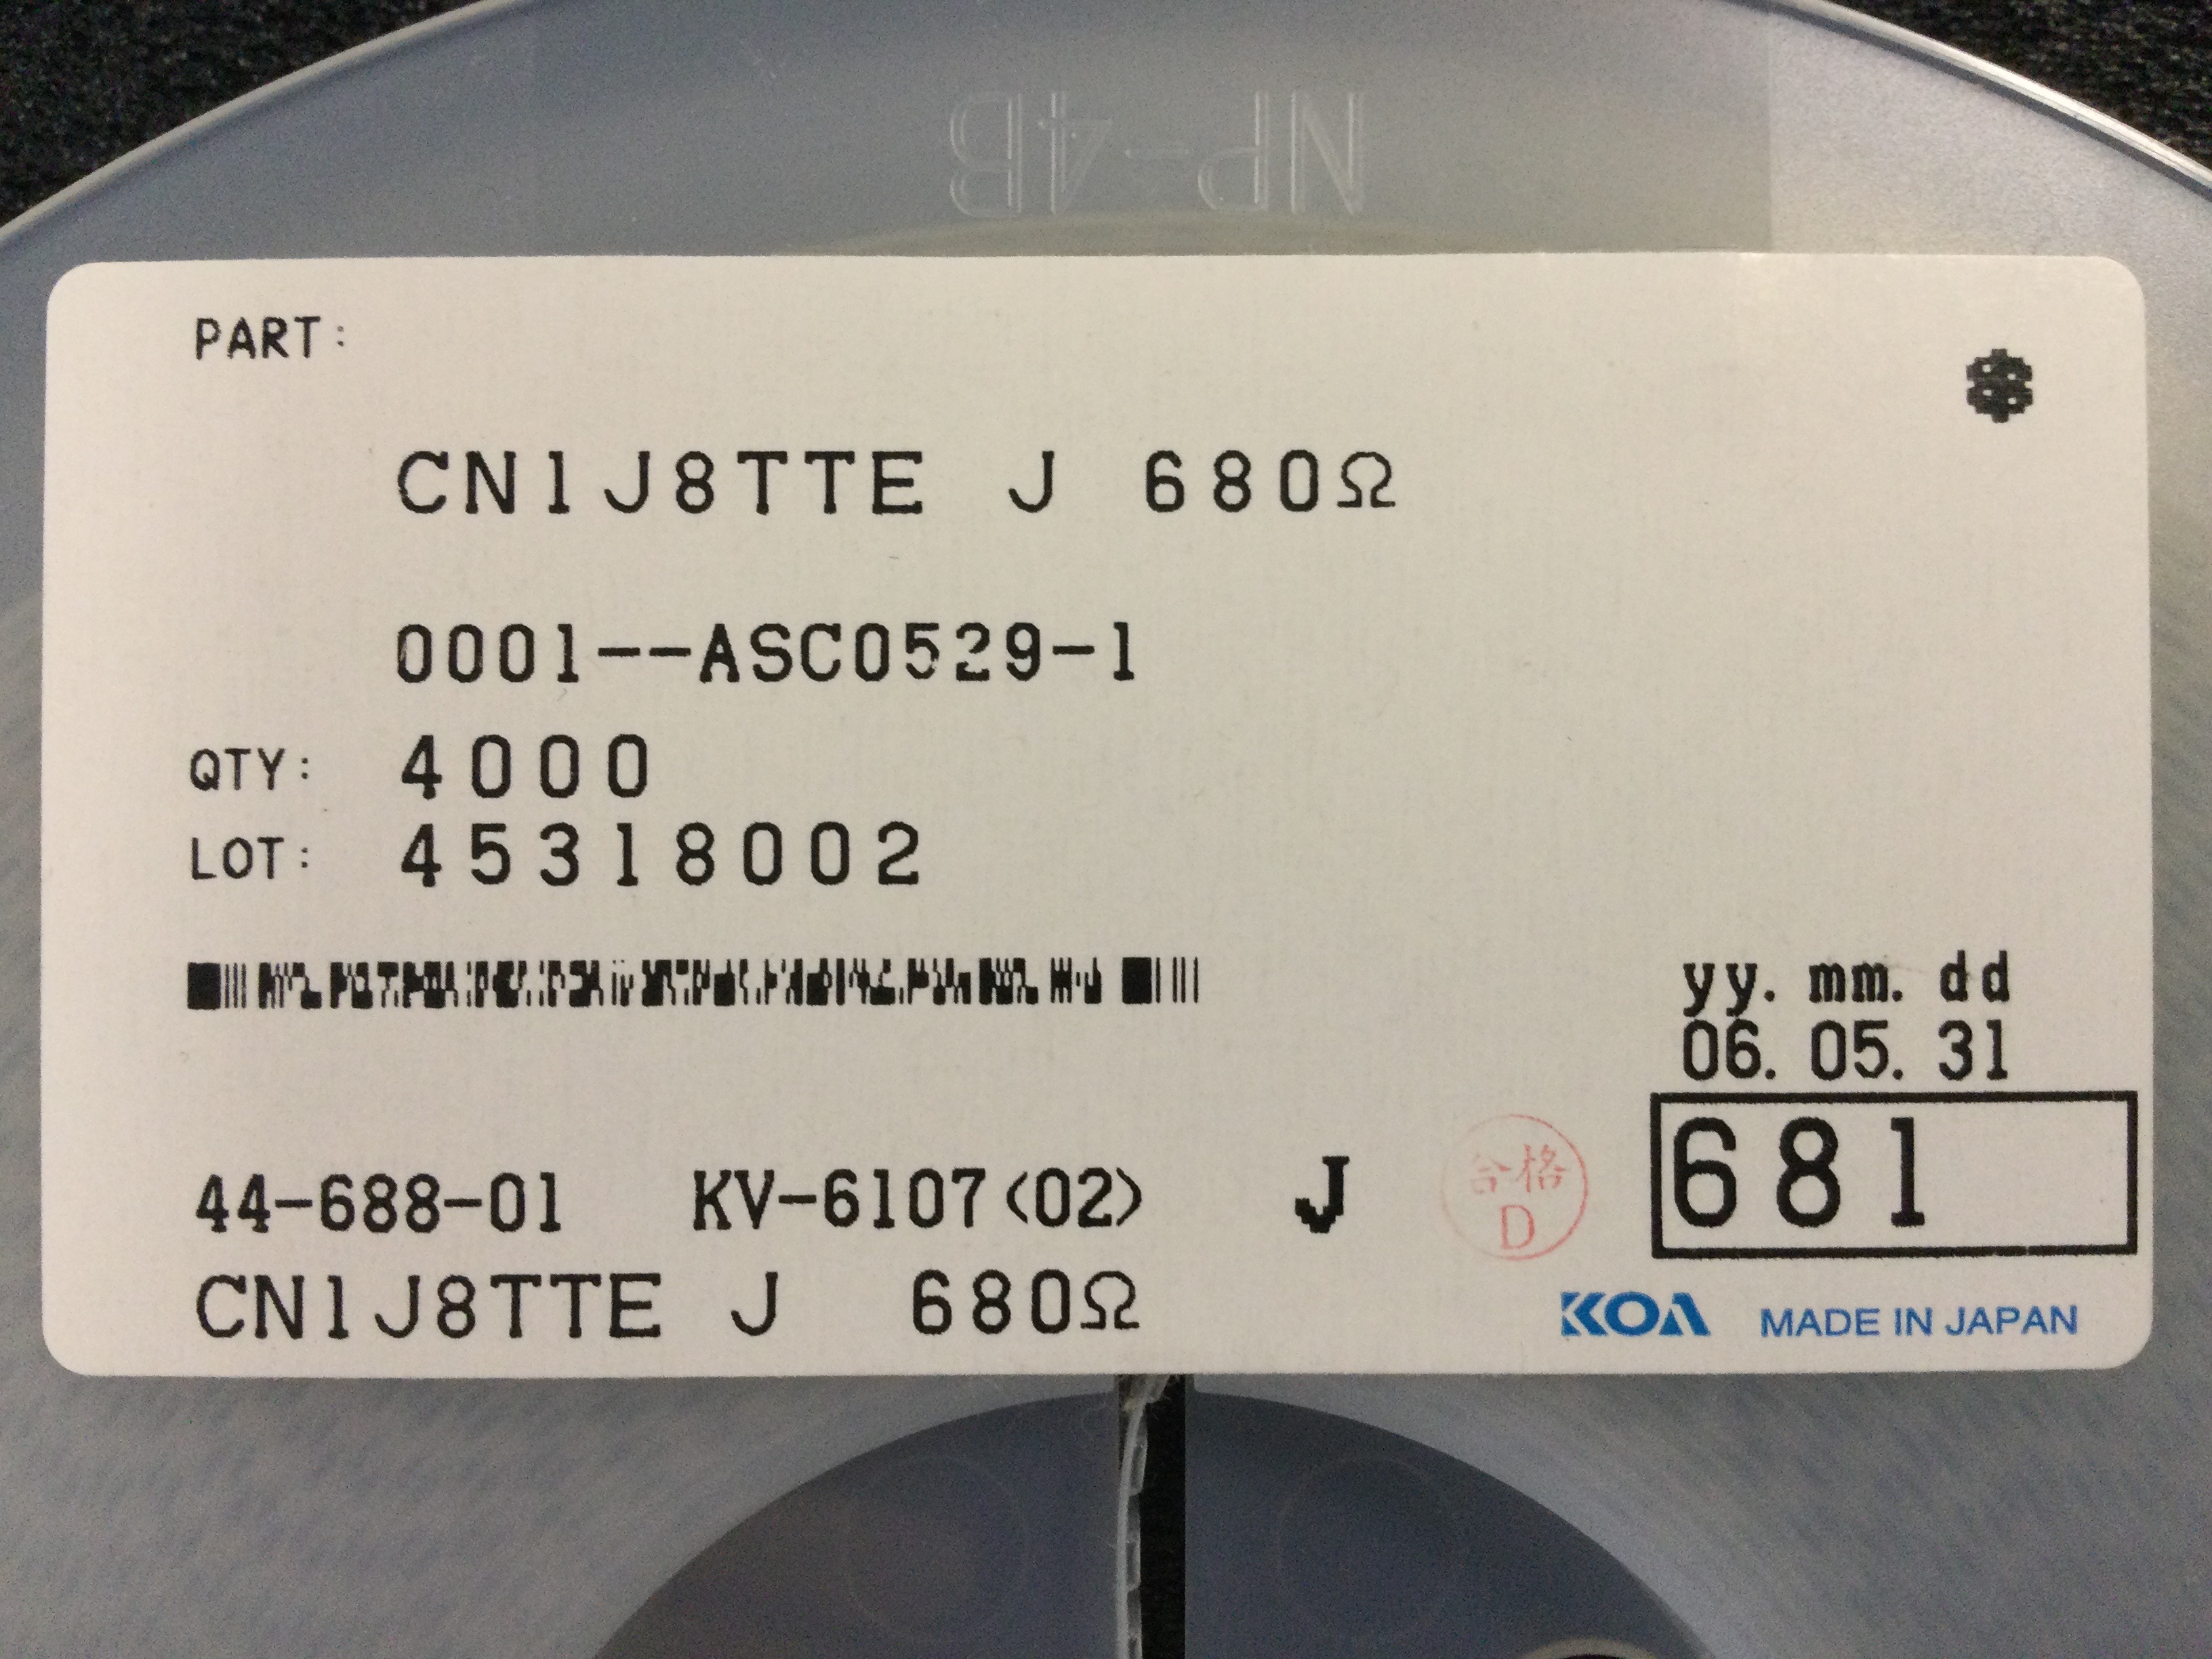 NP-4B
PART:
CN1J8TTE J 680Ω
0001--ASC0529-1
QTY: 4000
LOT: 45318002
yy. mm. dd
06. 05. 31
681
44-688-01 KV-6107<02> J
合格
D
CN1J8TTE J 680Ω
KOA MADE IN JAPAN